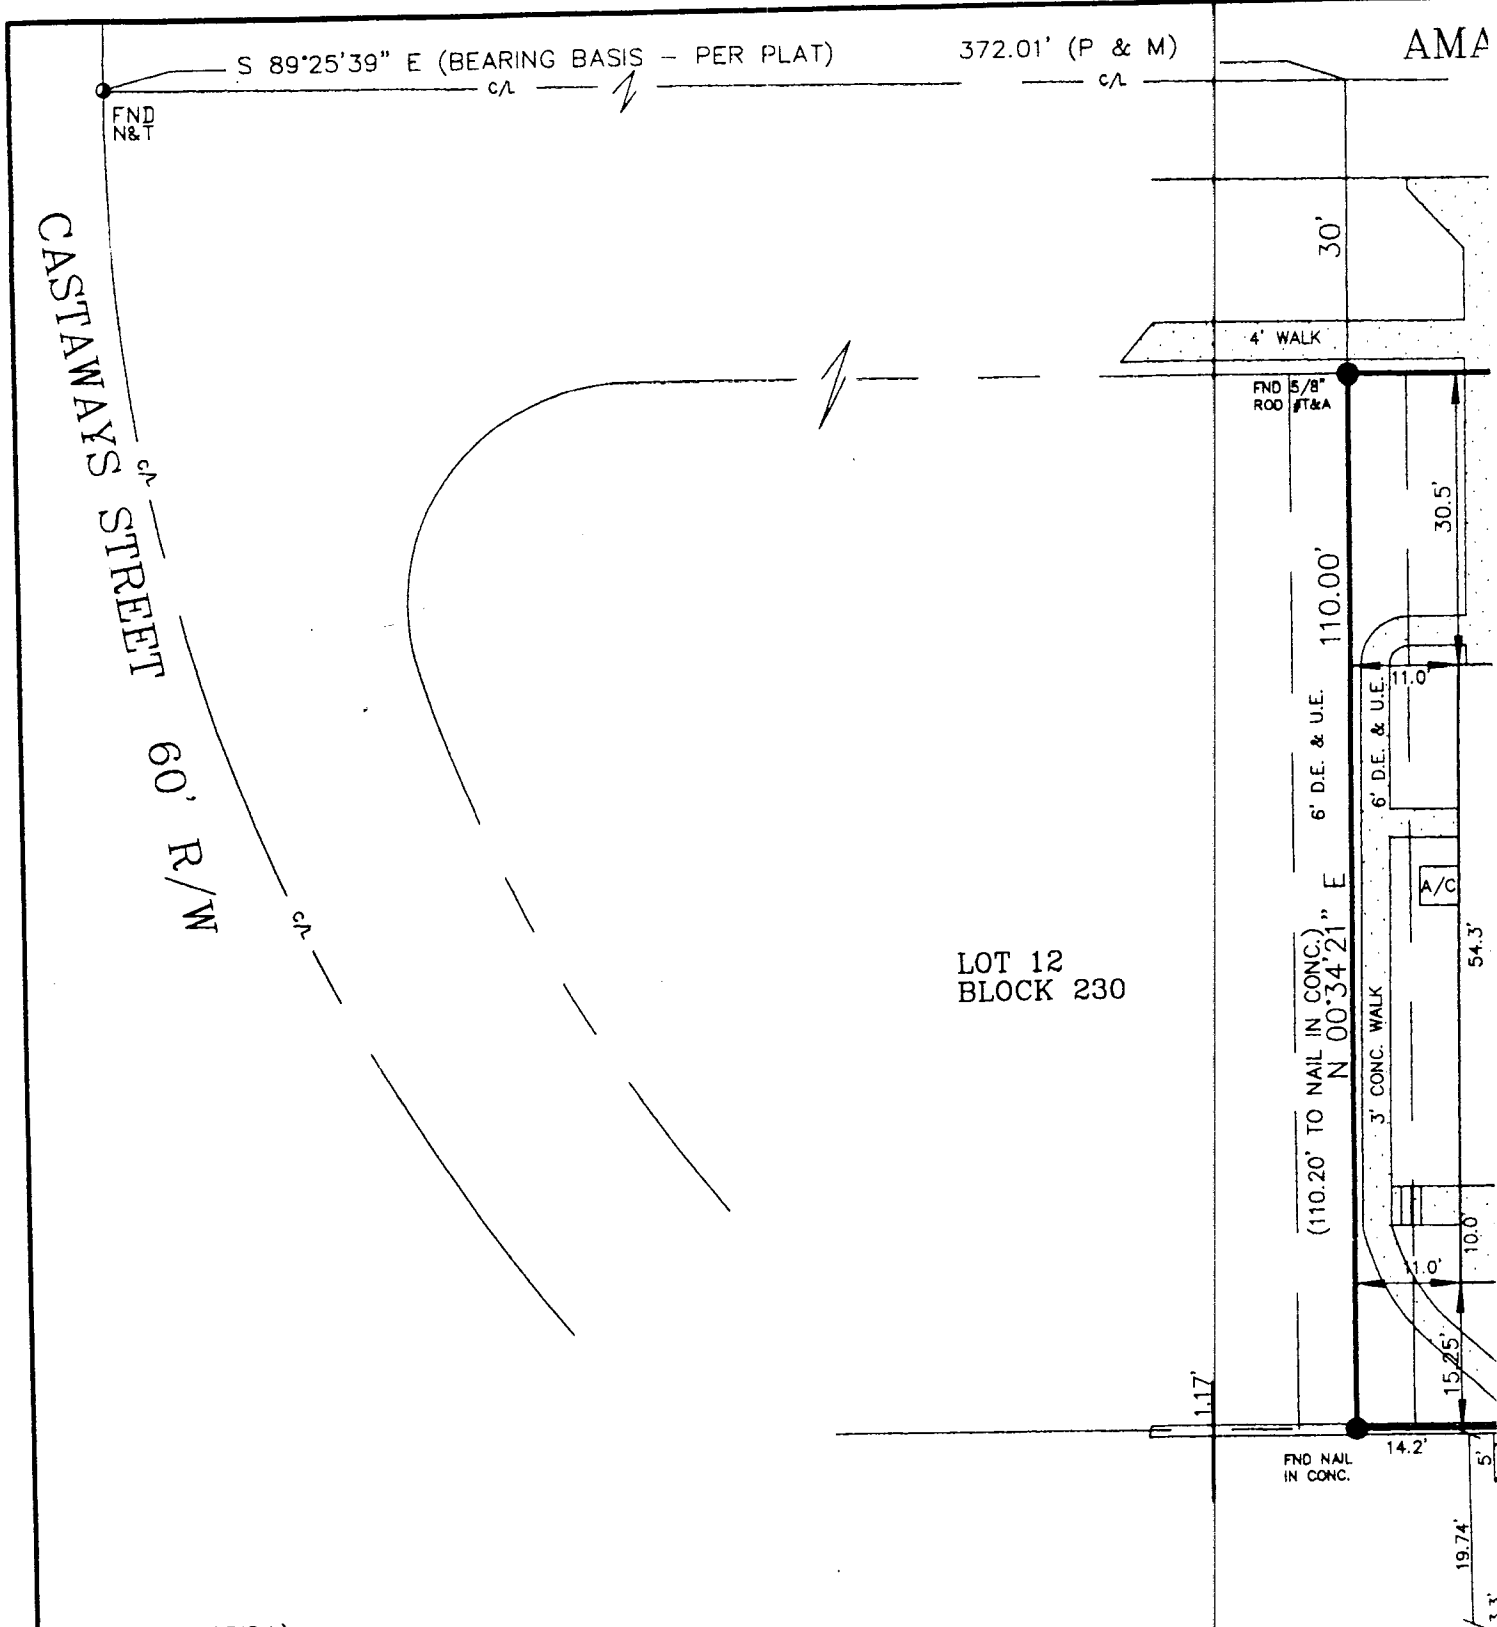 S 89°25'39" E (BEARING BASIS - PER PLAT)
372.01' (P & M)
AMA
C/L
C/L
FND
N&T
CASTAWAYS STREET 60' R/W
C/L
C/L
30'
4' WALK
FND 5/8"
ROD #T&A
30.5'
110.00'
11.0'
6' D.E. & U.E.
6' D.E. & U.E.
A/C
54.3'
LOT 12
BLOCK 230
(110.20' TO NAIL IN CONC.)
N 00°34'21" E
3' CONC. WALK
10.0'
11.0'
15.25'
1.17'
14.2'
5'
FND NAIL
IN CONC.
19.74'